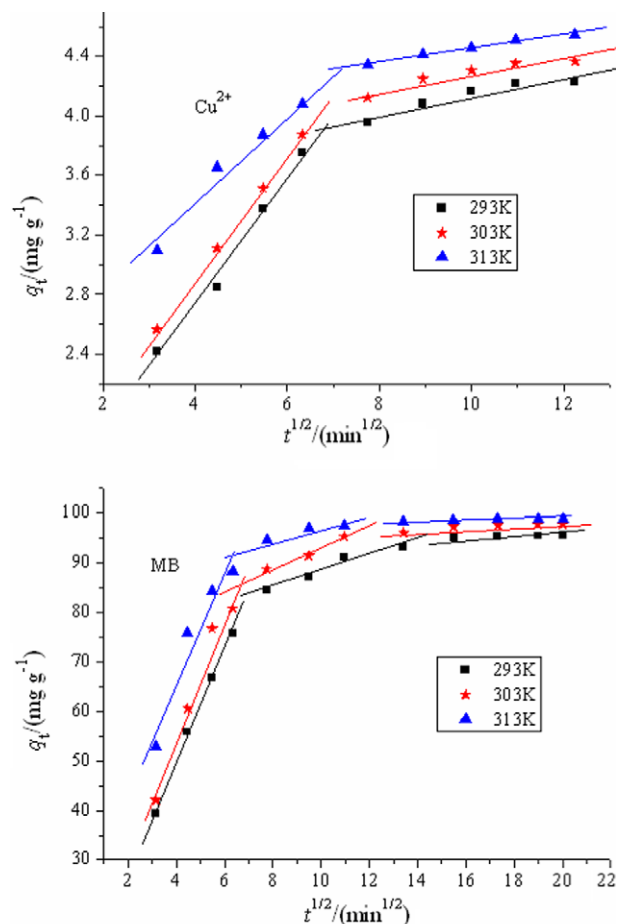 4.4
4.0
3.6
3.2
2.8
2.4
q_t/(mg g⁻¹)
Cu²⁺
293K
303K
313K
2 4 6 8 10 12
t^{1/2}/(min^{1/2})
100
90
80
70
60
50
40
30
q_t/(mg g⁻¹)
MB
293K
303K
313K
2 4 6 8 10 12 14 16 18 20 22
t^{1/2}/(min^{1/2})